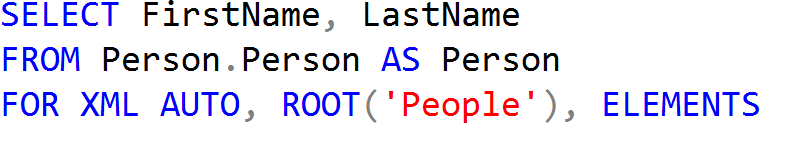 SELECT FirstName, LastName
FROM Person.Person AS Person
FOR XML AUTO, ROOT('People'), ELEMENTS